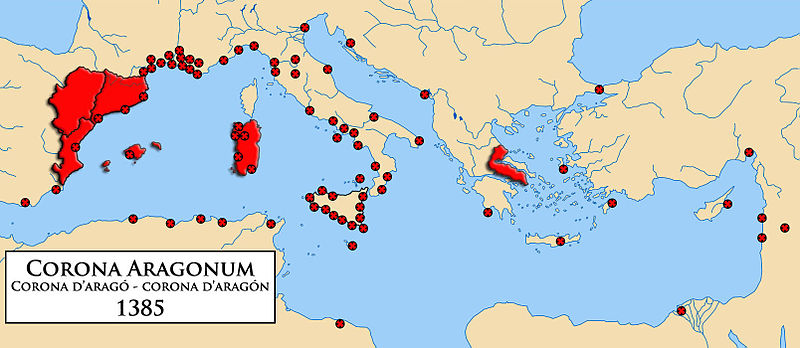 CORONA ARAGONUM
CORONA D'ARAGÓ - CORONA D'ARAGÓN
1385